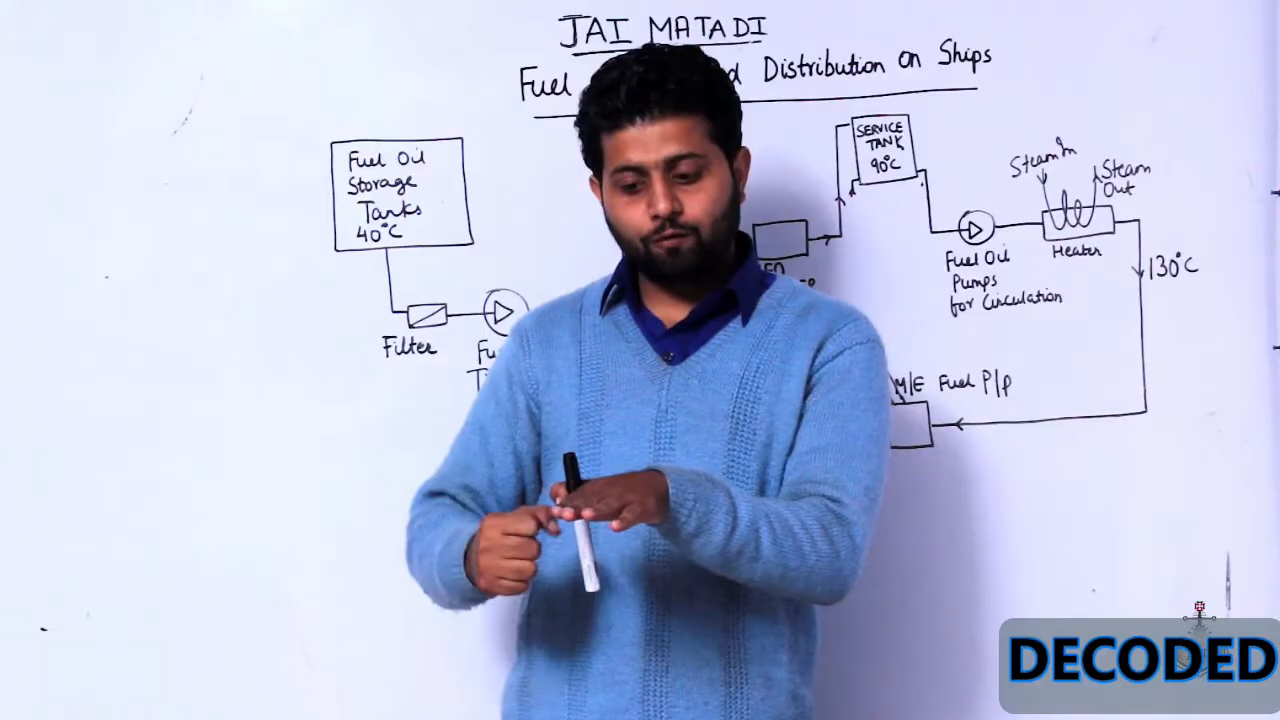 JAI MATADI
Fuel d Distribution on Ships
Fuel Oil
Storage
Tanks
40°C
Filter
Fu
SERVICE
TANK
90°C
Steam In
Steam
Out
Heater
Fuel Oil
Pumps
for Circulation
130°C
M/E Fuel P/p
DECODED